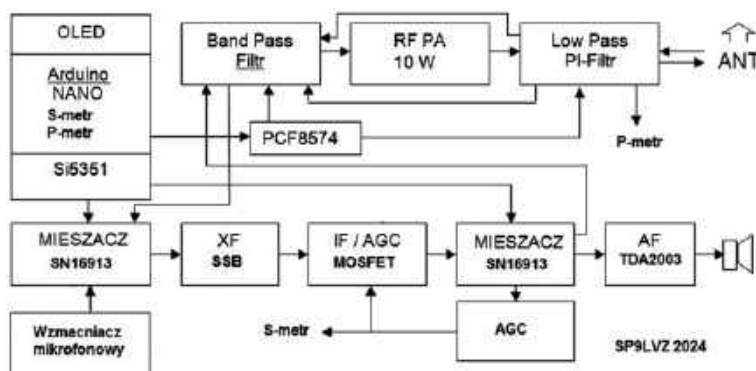 OLED
Arduino
NANO
S-metr
P-metr
Si5351
Band Pass
Filtr
RF PA
10 W
Low Pass
PI-Filtr
ANT
PCF8574
P-metr
MIESZACZ
SN16913
XF
SSB
IF / AGC
MOSFET
MIESZACZ
SN16913
AF
TDA2003
Wzmacniacz
mikrofonowy
S-metr
AGC
SP9LVZ 2024